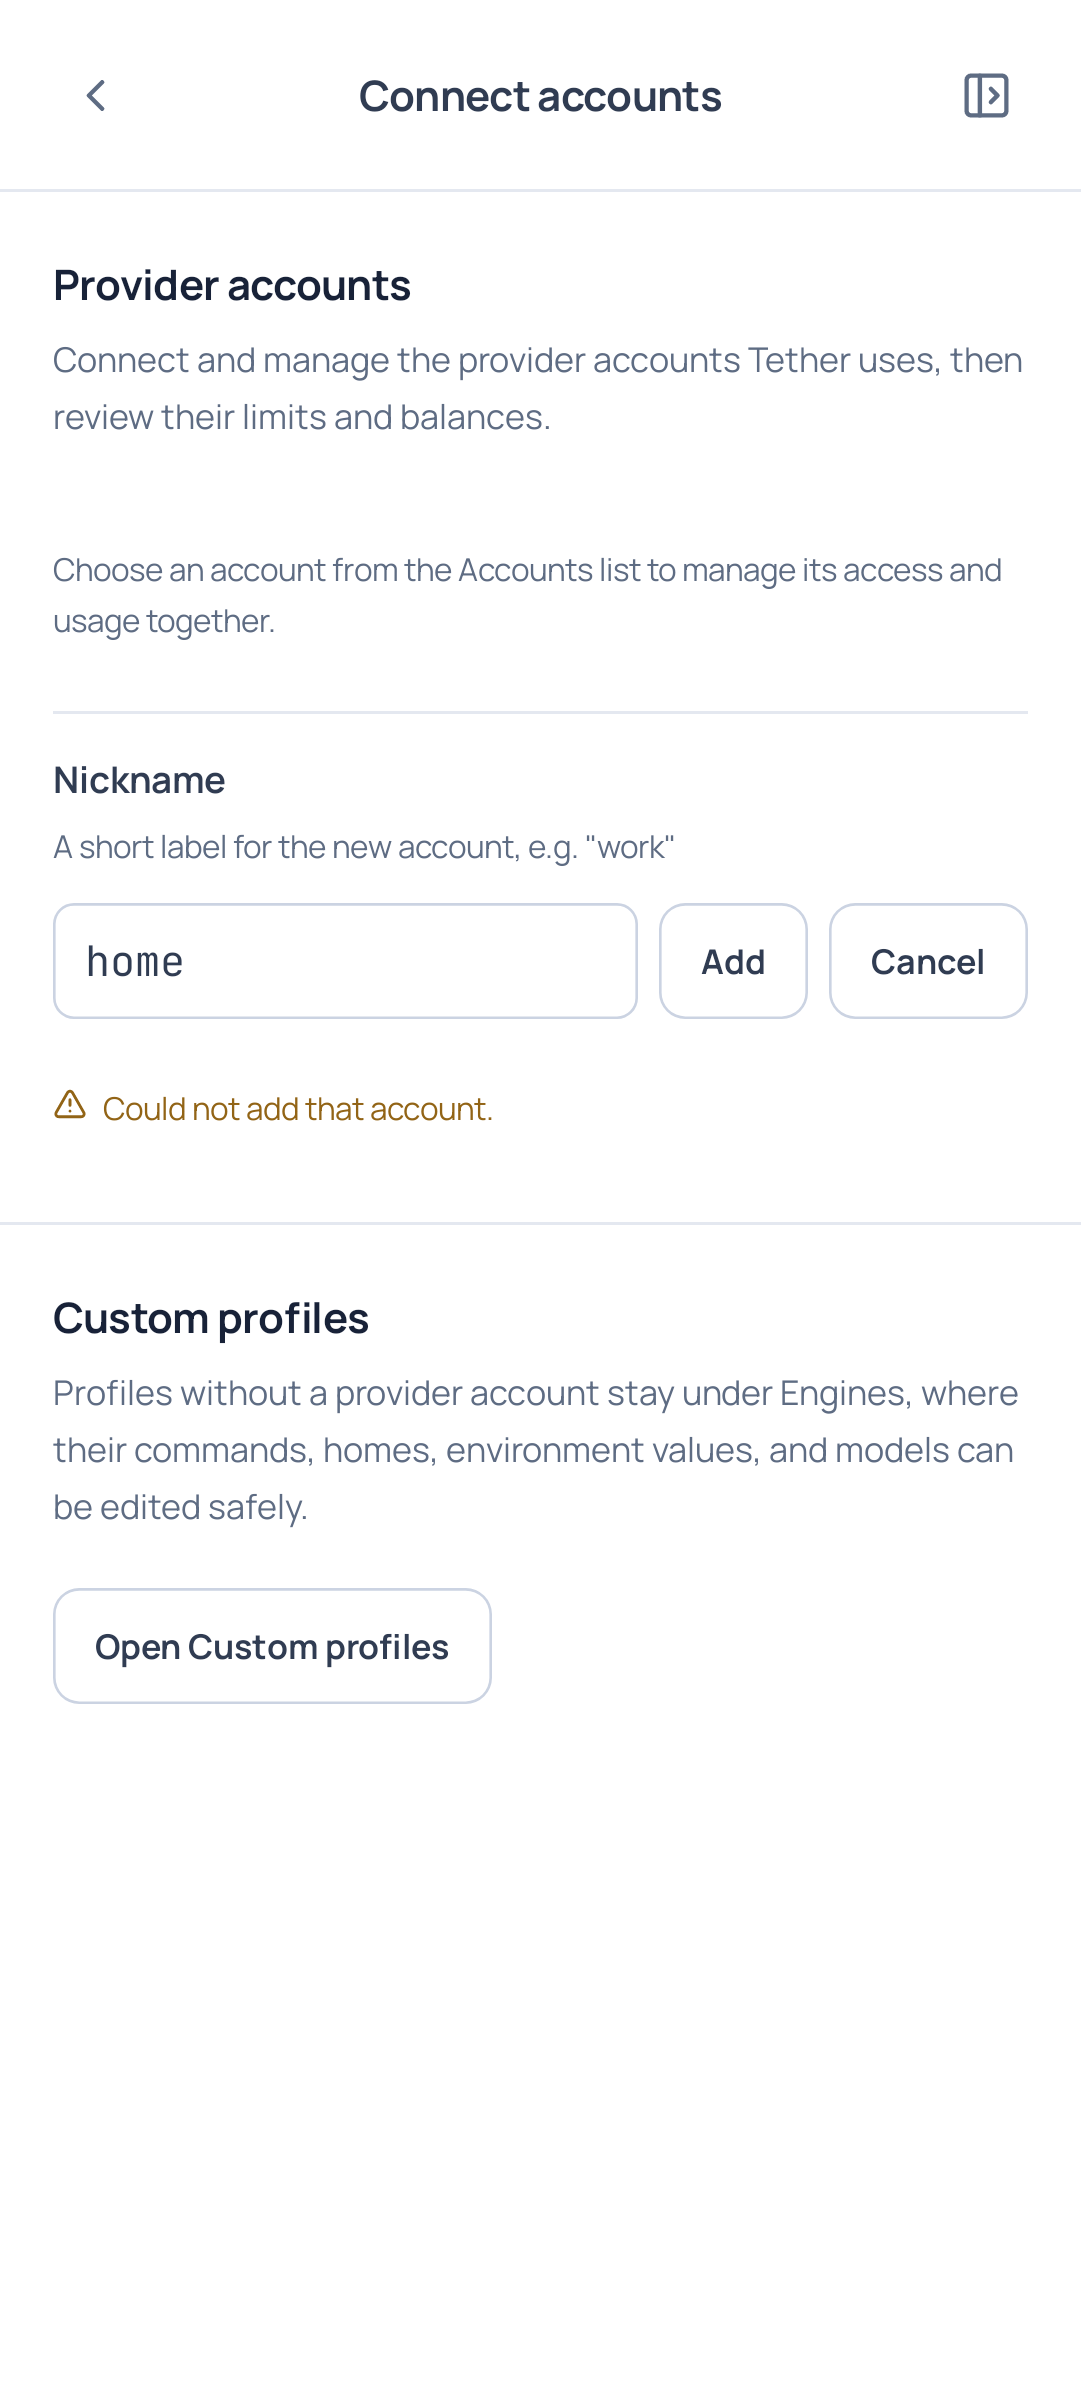 Connect accounts
Provider accounts
Connect and manage the provider accounts Tether uses, then
review their limits and balances.
Choose an account from the Accounts list to manage its access and
usage together.
Nickname
A short label for the new account, e.g. "work"
home
Add
Cancel
Could not add that account.
Custom profiles
Profiles without a provider account stay under Engines, where
their commands, homes, environment values, and models can
be edited safely.
Open Custom profiles